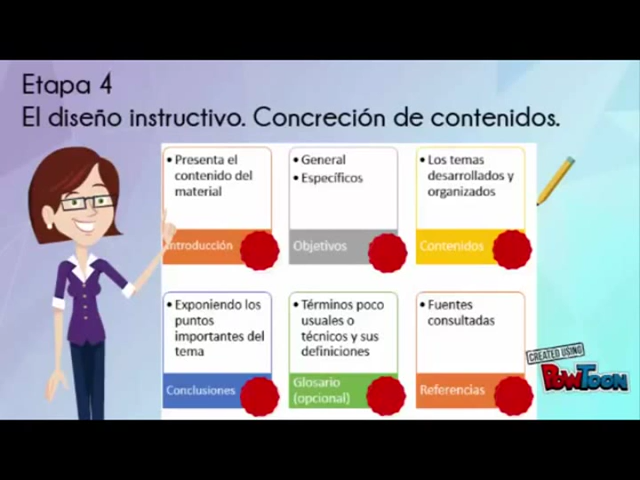 Etapa 4
El diseño instructivo. Concreción de contenidos.
• Presenta el
contenido del
material
Introducción
• General
• Específicos
Objetivos
• Los temas
desarrollados y
organizados
Contenidos
• Exponiendo los
puntos
importantes del
tema
Conclusiones
• Términos poco
usuales o
técnicos y sus
definiciones
Glosario
(opcional)
• Fuentes
consultadas
Referencias
CREATED USING
POWTOON